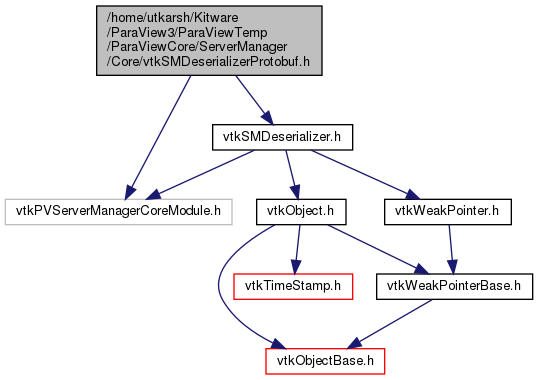 /home/utkarsh/Kitware
/ParaView3/ParaViewTemp
/ParaViewCore/ServerManager
/Core/vtkSMDeserializerProtobuf.h
vtkSMDeserializer.h
vtkPVServerManagerCoreModule.h
vtkObject.h
vtkWeakPointer.h
vtkTimeStamp.h
vtkWeakPointerBase.h
vtkObjectBase.h